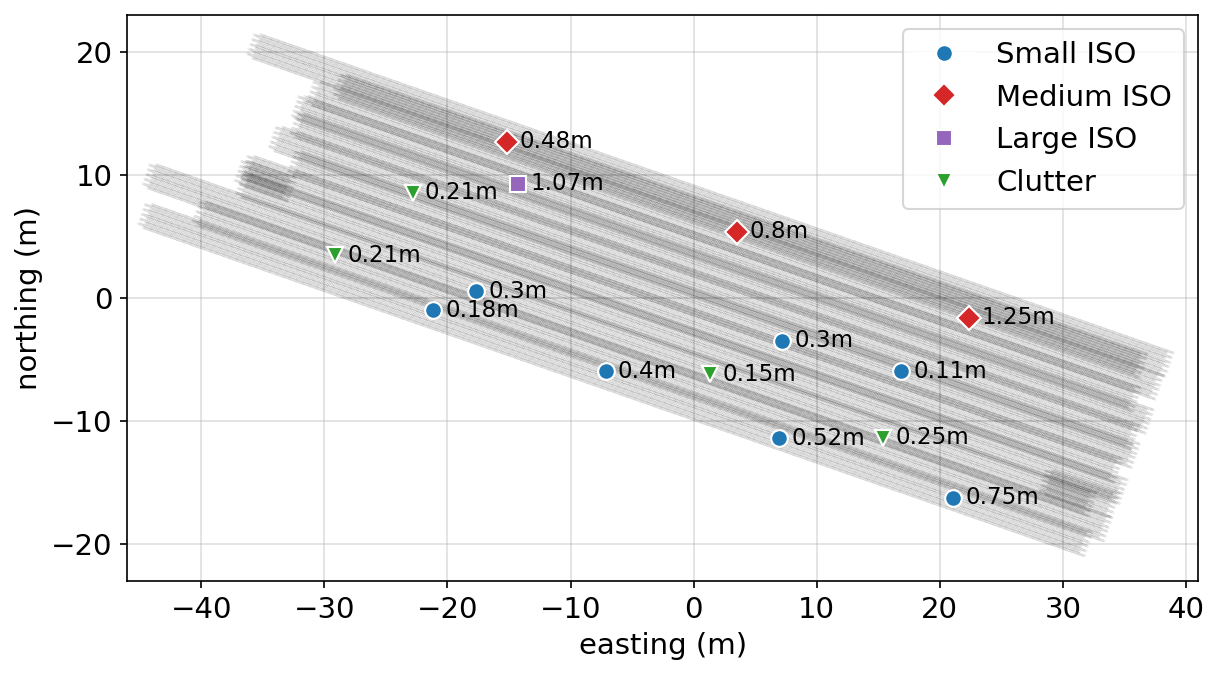 20
10
0
−10
−20
northing (m)
Small ISO
Medium ISO
Large ISO
Clutter
0.48m
1.07m
0.21m
0.8m
0.21m
0.3m
0.18m
1.25m
0.3m
0.4m
0.15m
0.11m
0.52m
0.25m
0.75m
−40
−30
−20
−10
0
10
20
30
40
easting (m)